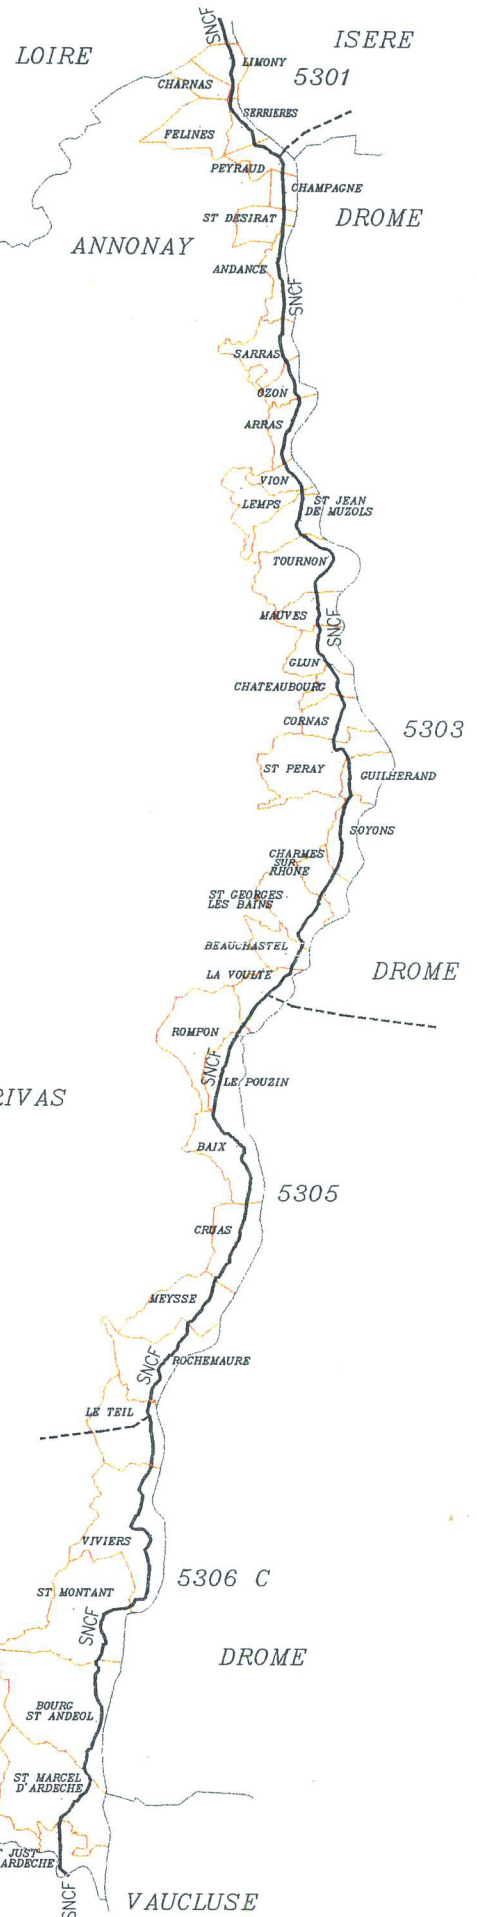 SNCF
LOIRE
ISERE
LIMONY
5301
CHARNAS
SERRIERES
FELINES
PEYRAUD
CHAMPAGNE
ST DESIRAT
DROME
ANNONAY
ANDANCE
SNCF
SARRAS
OZON
ARRAS
VION
LEMPS
ST JEAN
DE MUZOLS
TOURNON
MAUVES
SNCF
GLUN
CHATEAUBOURG
CORNAS
5303
ST PERAY
GUILHERAND
SOYONS
CHARMES
SUR
RHONE
ST GEORGES
LES BAINS
BEAUCHASTEL
LA VOULTE
DROME
ROMPON
SNCF
LE POUZIN
RIVAS
BAIX
5305
CRUAS
MEYSSE
SNCF
ROCHEMAURE
LE TEIL
VIVIERS
5306 C
ST MONTANT
SNCF
DROME
BOURG
ST ANDEOL
ST MARCEL
D'ARDECHE
JUST
ARDECHE
SNCF
VAUCLUSE